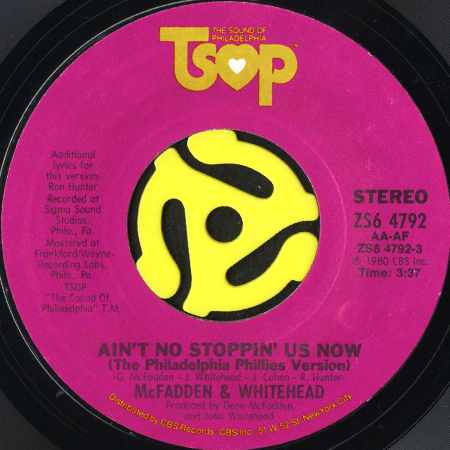 THE SOUND OF
PHILADELPHIA
TSOP
™
Additional
lyrics for
this version:
Ron Hunter
Recorded at
Sigma Sound
Studios,
Phila., Pa.
Mastered at
Frankford/Wayne
Recording Labs,
Phila., Pa.
TSOP
"The Sound Of
Philadelphia" T.M.
STEREO
ZS6 4792
AA-AF
ZS6 4792-3
℗ 1980 CBS Inc.
Time: 3:37
AIN'T NO STOPPIN' US NOW
(The Philadelphia Phillies Version)
-G. McFadden - J. Whitehead - J. Cohen - R. Hunter-
McFADDEN & WHITEHEAD
Produced by Gene McFadden
and John Whitehead
Distributed by CBS Records, CBS Inc. 51 W. 52 St. New York City